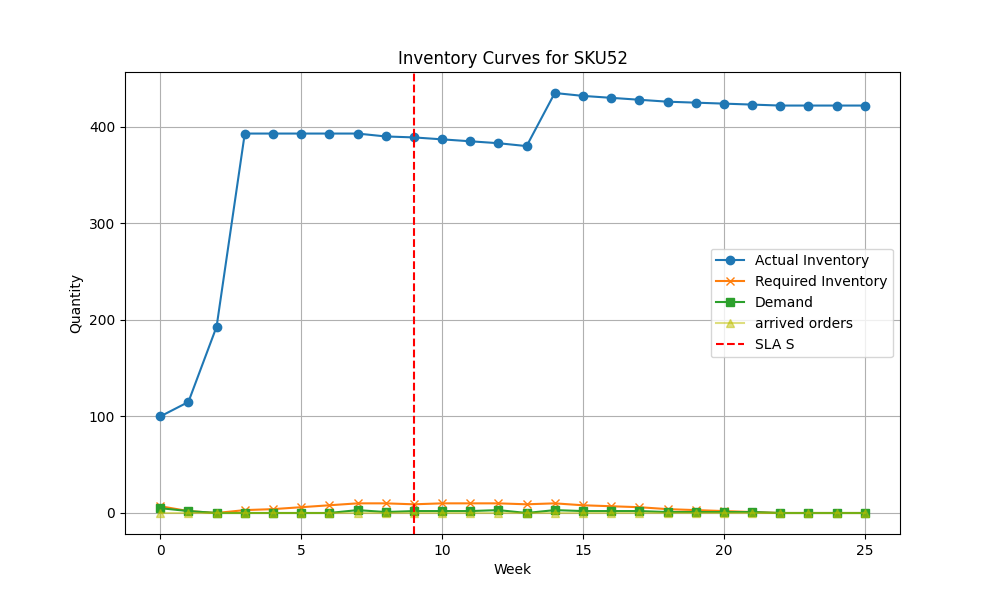 Inventory Curves for SKU52
Quantity
400
300
200
100
0
Actual Inventory
Required Inventory
Demand
arrived orders
SLA S
0 5 10 15 20 25
Week